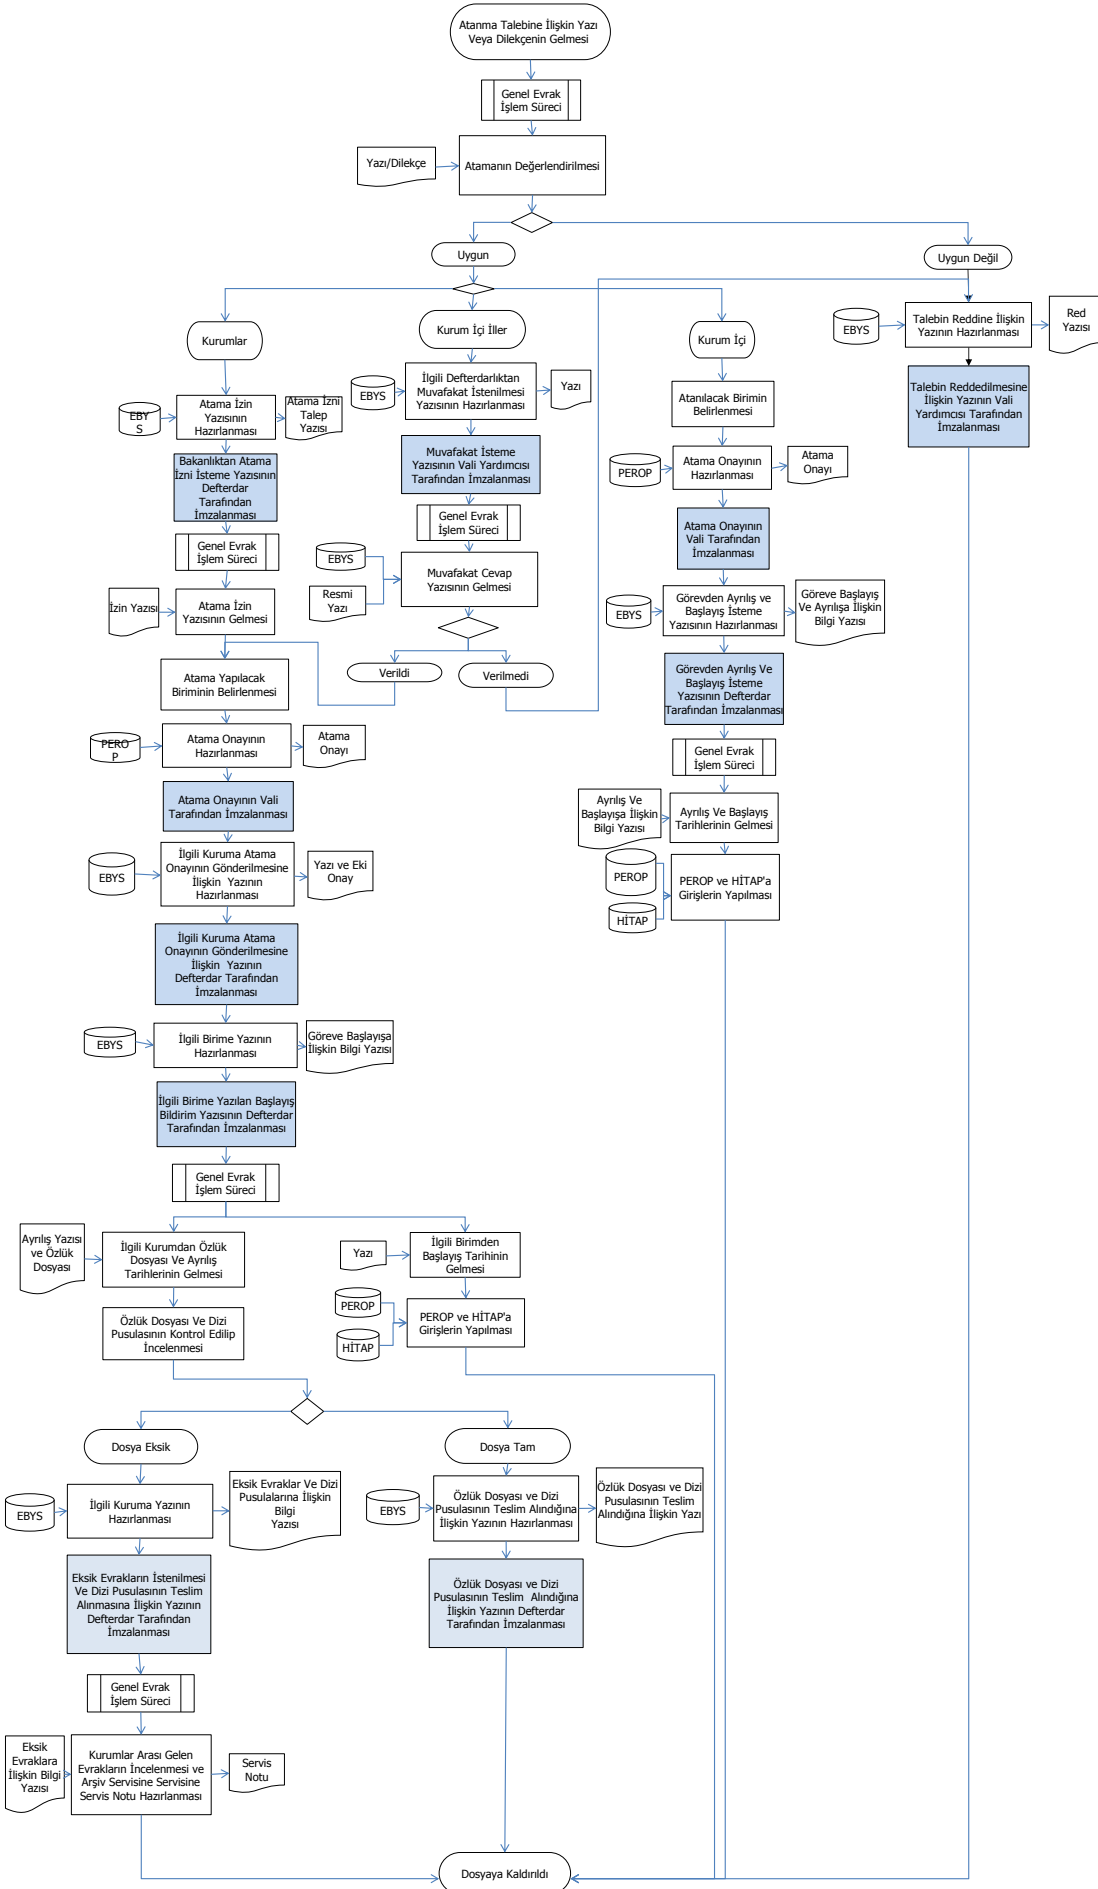 Atanma Talebine İlişkin Yazı
Veya Dilekçenin Gelmesi
Genel Evrak
İşlem Süreci
Yazı/Dilekçe
Atamanın Değerlendirilmesi
Uygun
Uygun Değil
Kurumlar
Kurum İçi İller
Kurum İçi
EBYS
Talebin Reddine İlişkin
Yazının Hazırlanması
Red
Yazısı
Talebin Reddedilmesine
İlişkin Yazının Vali
Yardımcısı Tarafından
İmzalanması
EBYS
İlgili Defterdarlıktan
Muvafakat İstenilmesi
Yazısının Hazırlanması
Yazı
Atanılacak Birimin
Belirlenmesi
EBY
S
Atama İzin
Yazısının
Hazırlanması
Atama İzni
Talep
Yazısı
Bakanlıktan Atama
İzni İsteme Yazısının
Defterdar
Tarafından
İmzalanması
Muvafakat İsteme
Yazısının Vali Yardımcısı
Tarafından İmzalanması
PEROP
Atama Onayının
Hazırlanması
Atama
Onayı
Genel Evrak
İşlem Süreci
Genel Evrak
İşlem Süreci
Atama Onayının
Vali Tarafından
İmzalanması
EBYS
Resmi
Yazı
Muvafakat Cevap
Yazısının Gelmesi
İzin Yazısı
Atama İzin
Yazısının Gelmesi
EBYS
Görevden Ayrılış ve
Başlayış İsteme
Yazısının Hazırlanması
Göreve Başlayış
Ve Ayrılışa İlişkin
Bilgi Yazısı
Verildi
Verilmedi
Atama Yapılacak
Biriminin Belirlenmesi
Görevden Ayrılış Ve
Başlayış İsteme
Yazısının Defterdar
Tarafından İmzalanması
PERO
P
Atama Onayının
Hazırlanması
Atama
Onayı
Genel Evrak
İşlem Süreci
Atama Onayının Vali
Tarafından İmzalanması
Ayrılış Ve
Başlayışa İlişkin
Bilgi Yazısı
Ayrılış Ve Başlayış
Tarihlerinin Gelmesi
EBYS
İlgili Kuruma Atama
Onayının Gönderilmesine
İlişkin  Yazının
Hazırlanması
Yazı ve Eki
Onay
PEROP
HİTAP
PEROP ve HİTAP'a
Girişlerin Yapılması
İlgili Kuruma Atama
Onayının Gönderilmesine
İlişkin  Yazının
Defterdar Tarafından
İmzalanması
EBYS
İlgili Birime Yazının
Hazırlanması
Göreve Başlayışa
İlişkin Bilgi Yazısı
İlgili Birime Yazılan Başlayış
Bildirim Yazısının Defterdar
Tarafından İmzalanması
Genel Evrak
İşlem Süreci
Ayrılış Yazısı
ve Özlük
Dosyası
İlgili Kurumdan Özlük
Dosyası Ve Ayrılış
Tarihlerinin Gelmesi
Yazı
İlgili Birimden
Başlayış Tarihinin
Gelmesi
Özlük Dosyası Ve Dizi
Pusulasının Kontrol Edilip
İncelenmesi
PEROP
HİTAP
PEROP ve HİTAP'a
Girişlerin Yapılması
Dosya Eksik
Dosya Tam
EBYS
İlgili Kuruma Yazının
Hazırlanması
Eksik Evraklar Ve Dizi
Pusulalarına İlişkin
Bilgi
Yazısı
EBYS
Özlük Dosyası ve Dizi
Pusulasının Teslim Alındığına
İlişkin Yazının Hazırlanması
Özlük Dosyası ve Dizi
Pusulasının Teslim
Alındığına İlişkin Yazı
Eksik Evrakların İstenilmesi
Ve Dizi Pusulasının Teslim
Alınmasına İlişkin Yazının
Defterdar Tarafından
İmzalanması
Özlük Dosyası ve Dizi
Pusulasının Teslim  Alındığına
İlişkin Yazının Defterdar
Tarafından İmzalanması
Genel Evrak
İşlem Süreci
Eksik
Evraklara
İlişkin Bilgi
Yazısı
Kurumlar Arası Gelen
Evrakların İncelenmesi ve
Arşiv Servisine Servisine
Servis Notu Hazırlanması
Servis
Notu
Dosyaya Kaldırıldı